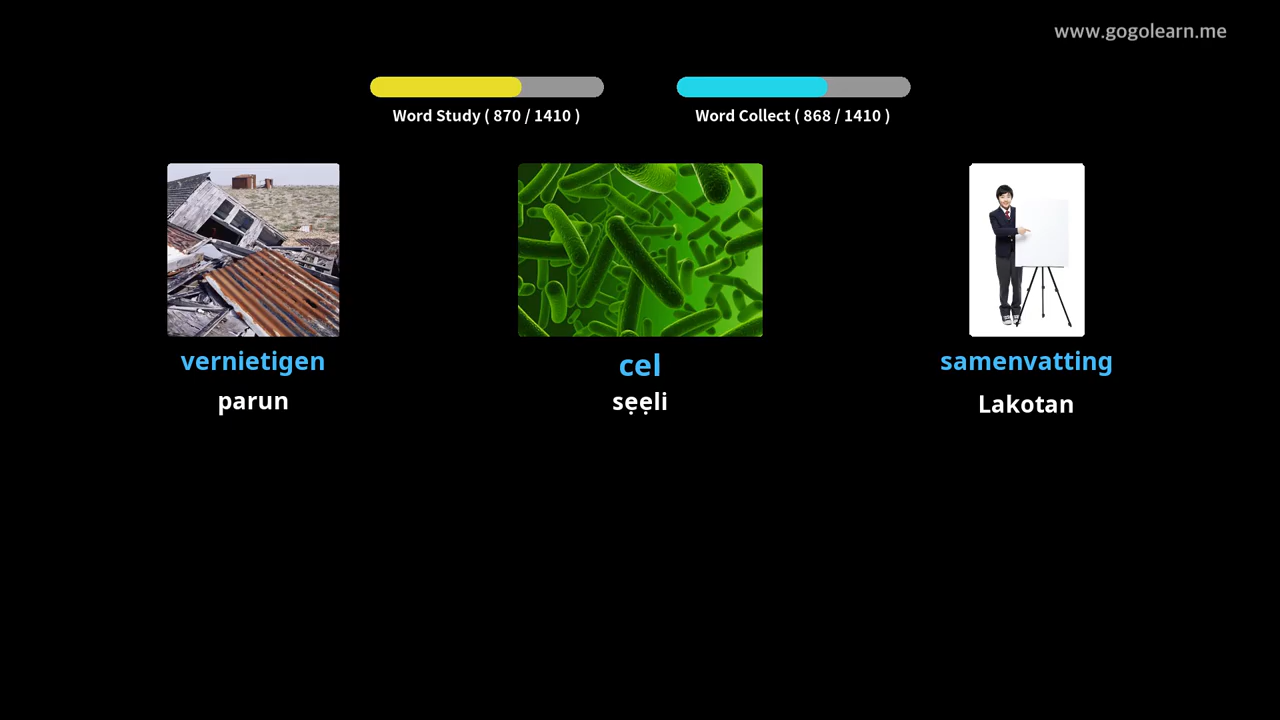 www.gogolearn.me
Word Study ( 870 / 1410 )
Word Collect ( 868 / 1410 )
vernietigen
parun
cel
sẹẹli
samenvatting
Lakotan